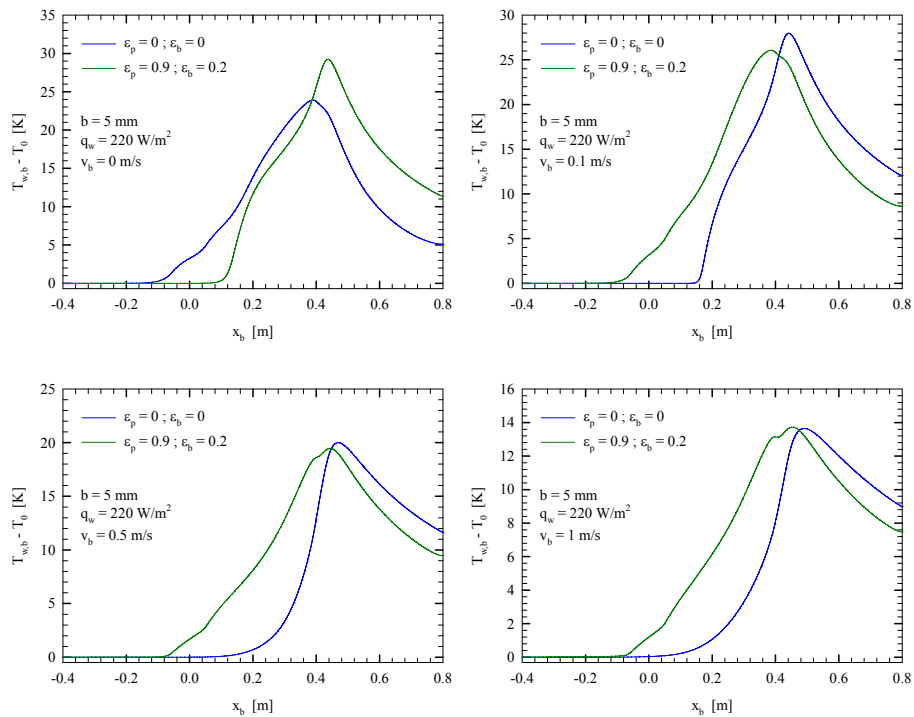 35
30
25
20
15
10
5
0
T_{w,b} - T_0 [K]
ε_p = 0 ; ε_b = 0
ε_p = 0.9 ; ε_b = 0.2
b = 5 mm
q_w = 220 W/m²
v_b = 0 m/s
-0.4 -0.2 0.0 0.2 0.4 0.6 0.8
x_b [m]
30
25
20
15
10
5
0
T_{w,b} - T_0 [K]
ε_p = 0 ; ε_b = 0
ε_p = 0.9 ; ε_b = 0.2
b = 5 mm
q_w = 220 W/m²
v_b = 0.1 m/s
-0.4 -0.2 0.0 0.2 0.4 0.6 0.8
x_b [m]
25
20
15
10
5
0
T_{w,b} - T_0 [K]
ε_p = 0 ; ε_b = 0
ε_p = 0.9 ; ε_b = 0.2
b = 5 mm
q_w = 220 W/m²
v_b = 0.5 m/s
-0.4 -0.2 0.0 0.2 0.4 0.6 0.8
x_b [m]
16
14
12
10
8
6
4
2
0
T_{w,b} - T_0 [K]
ε_p = 0 ; ε_b = 0
ε_p = 0.9 ; ε_b = 0.2
b = 5 mm
q_w = 220 W/m²
v_b = 1 m/s
-0.4 -0.2 0.0 0.2 0.4 0.6 0.8
x_b [m]